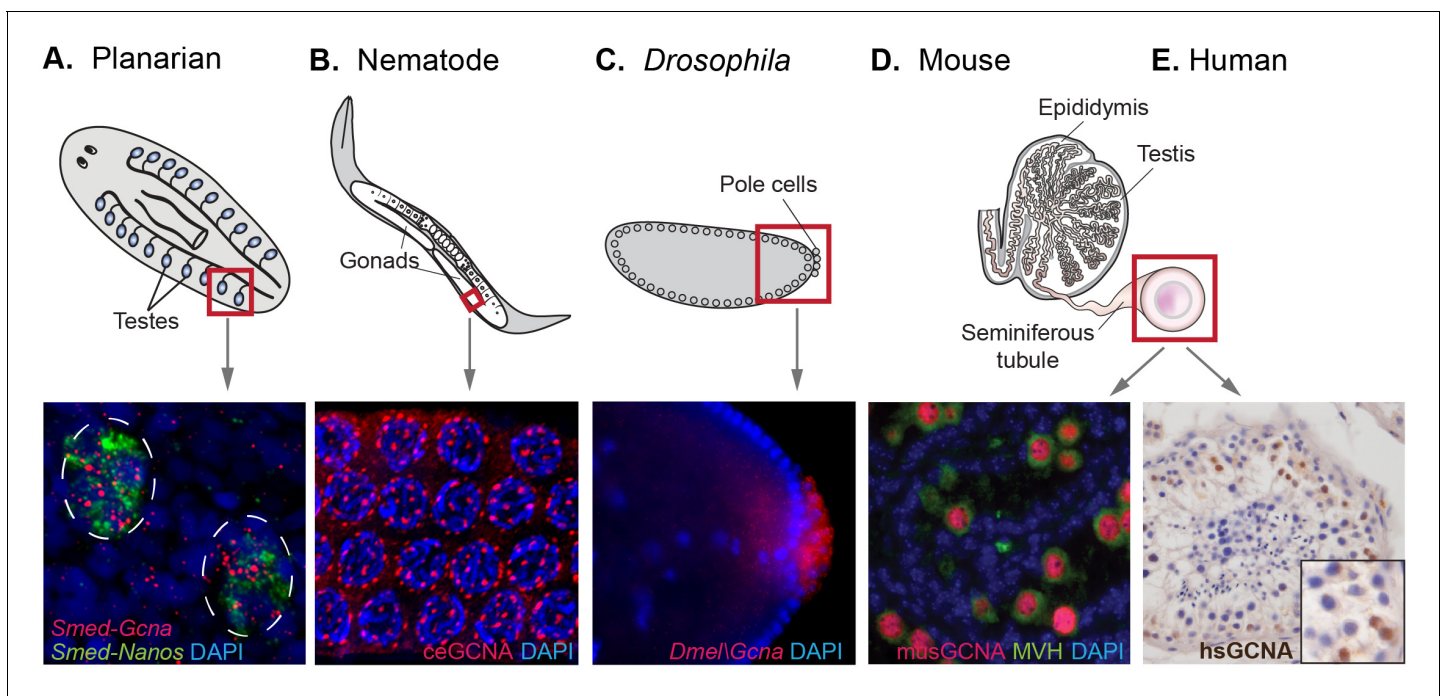 A. Planarian
B. Nematode
C. Drosophila
D. Mouse
E. Human
Testes
Gonads
Pole cells
Epididymis
Testis
Seminiferous
tubule
Smed-Gcna
Smed-Nanos DAPI
ceGCNA DAPI
Dmel\Gcna DAPI
musGCNA MVH DAPI
hsGCNA